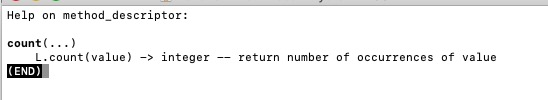 Help on method_descriptor:
count(...)
L.count(value) -> integer -- return number of occurrences of value
(END)